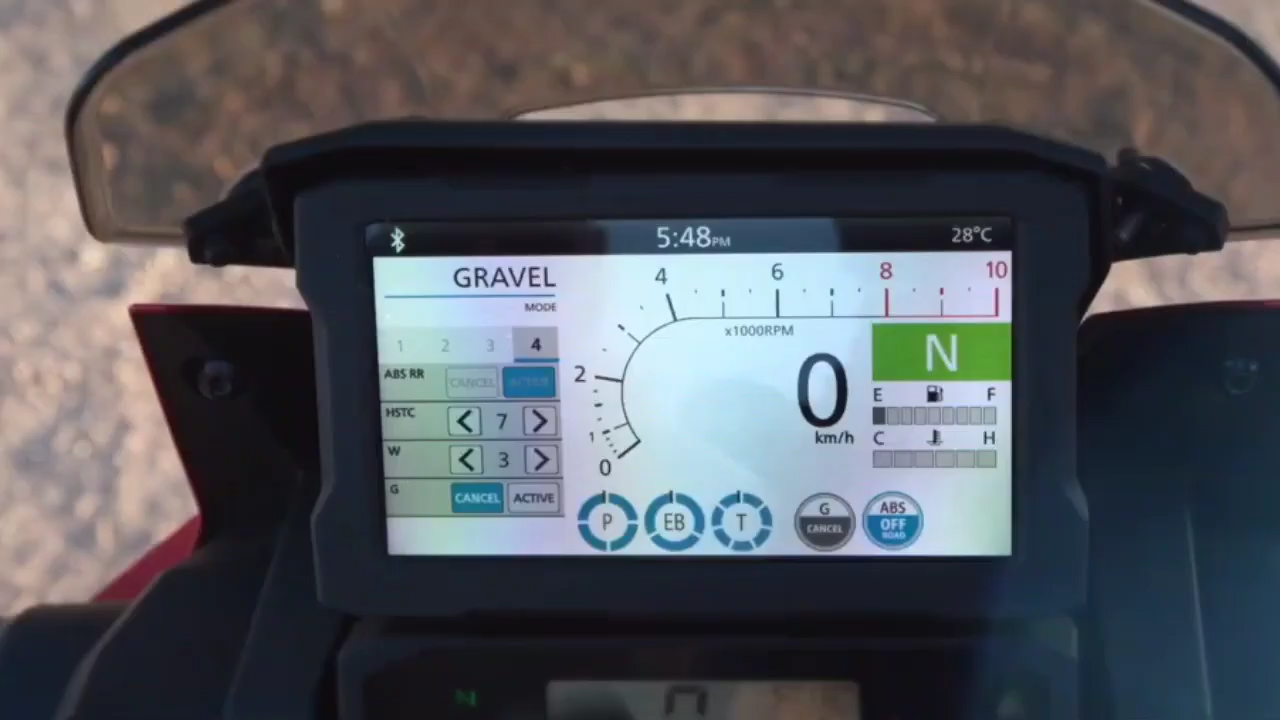 5:48PM
28°C
GRAVEL
MODE
1 2 3 4
ABS RR CANCEL ACTIVE
HSTC 7
W 3
G CANCEL ACTIVE
0 1 2 4 6 8 10
x1000RPM
0
km/h
N
E F
C H
P EB T
G
CANCEL
ABS
OFF
ROAD
N